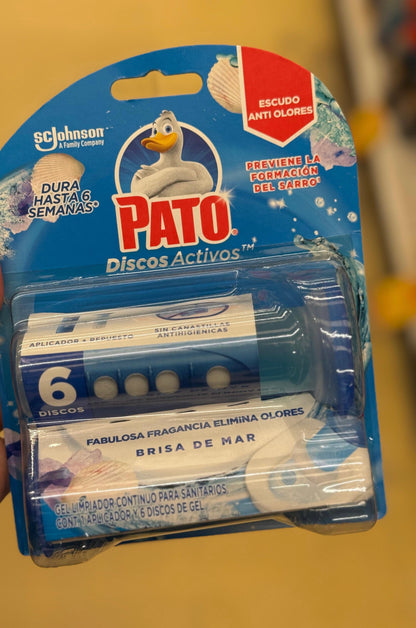 SCJohnson
A Family Company
ESCUDO
ANTI OLORES
PREVIENE LA
FORMACIÓN
DEL SARRO*
DURA
HASTA 6
SEMANAS*
PATO®
Discos Activos™
APLICADOR + REPUESTO
SIN CANASTILLAS
ANTIHIGIENICAS
6
DISCOS
FABULOSA FRAGANCIA ELIMINA OLORES
BRISA DE MAR
GEL LIMPIADOR CONTINUO PARA SANITARIOS
CONT. 1 APLICADOR Y 6 DISCOS DE GEL